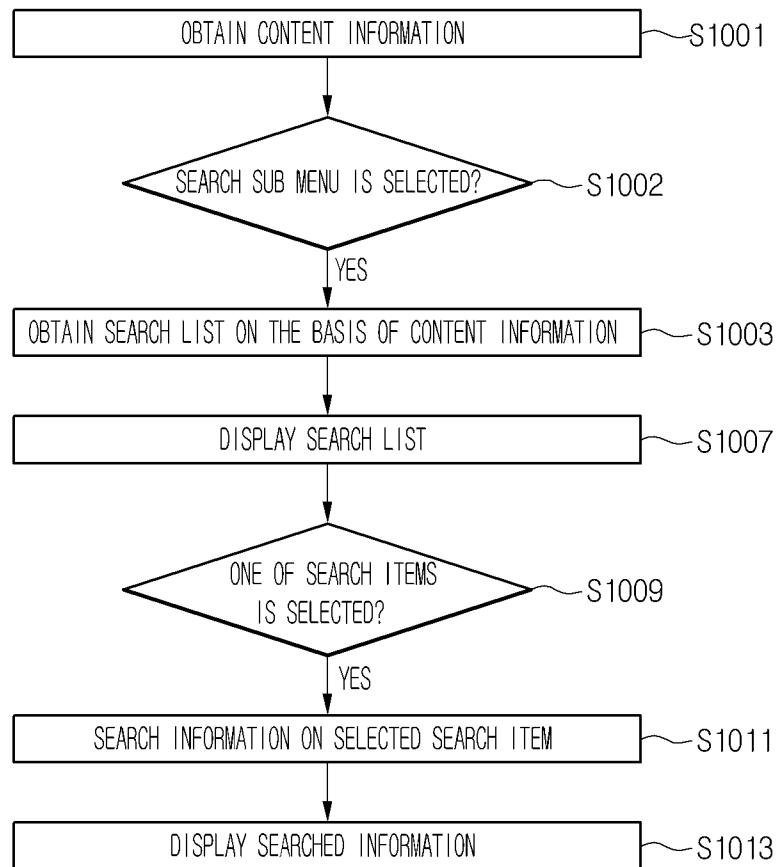 OBTAIN CONTENT INFORMATION
S1001
SEARCH SUB MENU IS SELECTED?
S1002
YES
OBTAIN SEARCH LIST ON THE BASIS OF CONTENT INFORMATION
S1003
DISPLAY SEARCH LIST
S1007
ONE OF SEARCH ITEMS
IS SELECTED?
S1009
YES
SEARCH INFORMATION ON SELECTED SEARCH ITEM
S1011
DISPLAY SEARCHED INFORMATION
S1013